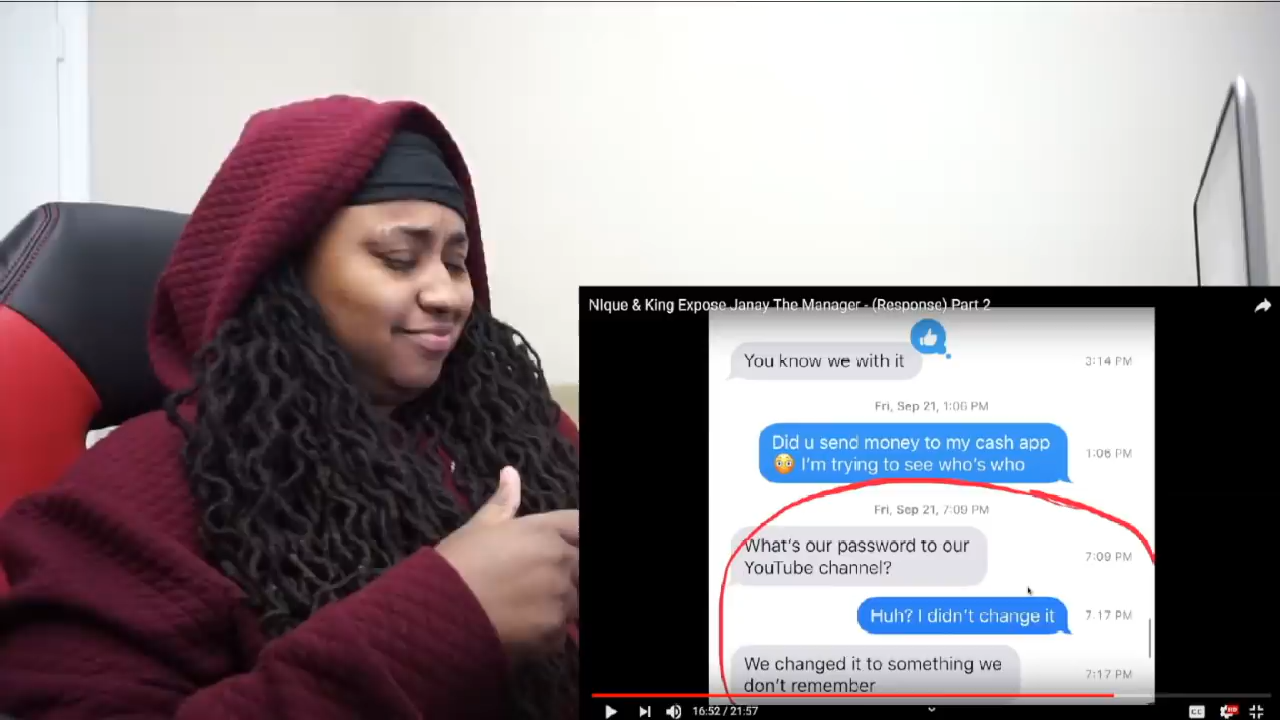 NIque & King Expose Janay The Manager - (Response) Part 2
You know we with it
3:14 PM
Fri, Sep 21, 1:06 PM
Did u send money to my cash app
😳 I'm trying to see who's who
1:06 PM
Fri, Sep 21, 7:09 PM
What's our password to our
YouTube channel?
7:09 PM
Huh? I didn't change it
7:17 PM
We changed it to something we
don't remember
7:17 PM
16:52 / 21:57
CC